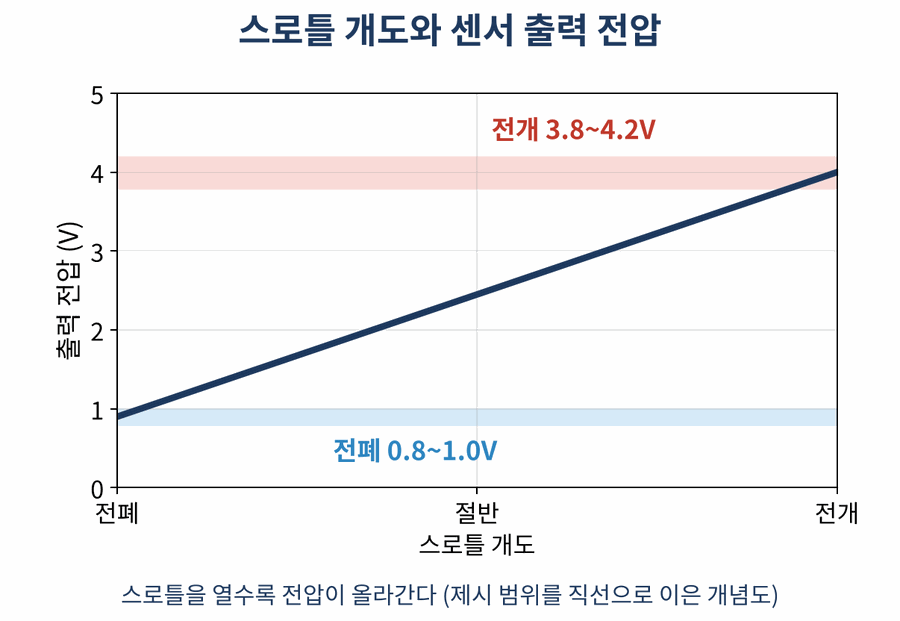 스로틀 개도와 센서 출력 전압
5
전개 3.8~4.2V
4
3
출력 전압 (V)
2
1
전폐 0.8~1.0V
0
전폐 절반 전개
스로틀 개도
스로틀을 열수록 전압이 올라간다 (제시 범위를 직선으로 이은 개념도)